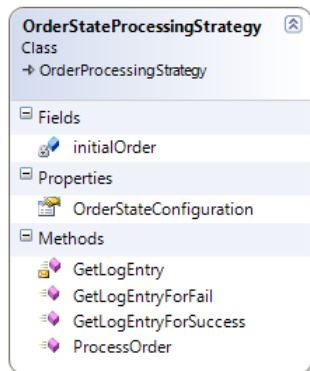 OrderStateProcessingStrategy
Class
OrderProcessingStrategy
Fields
initialOrder
Properties
OrderStateConfiguration
Methods
GetLogEntry
GetLogEntryForFail
GetLogEntryForSuccess
ProcessOrder